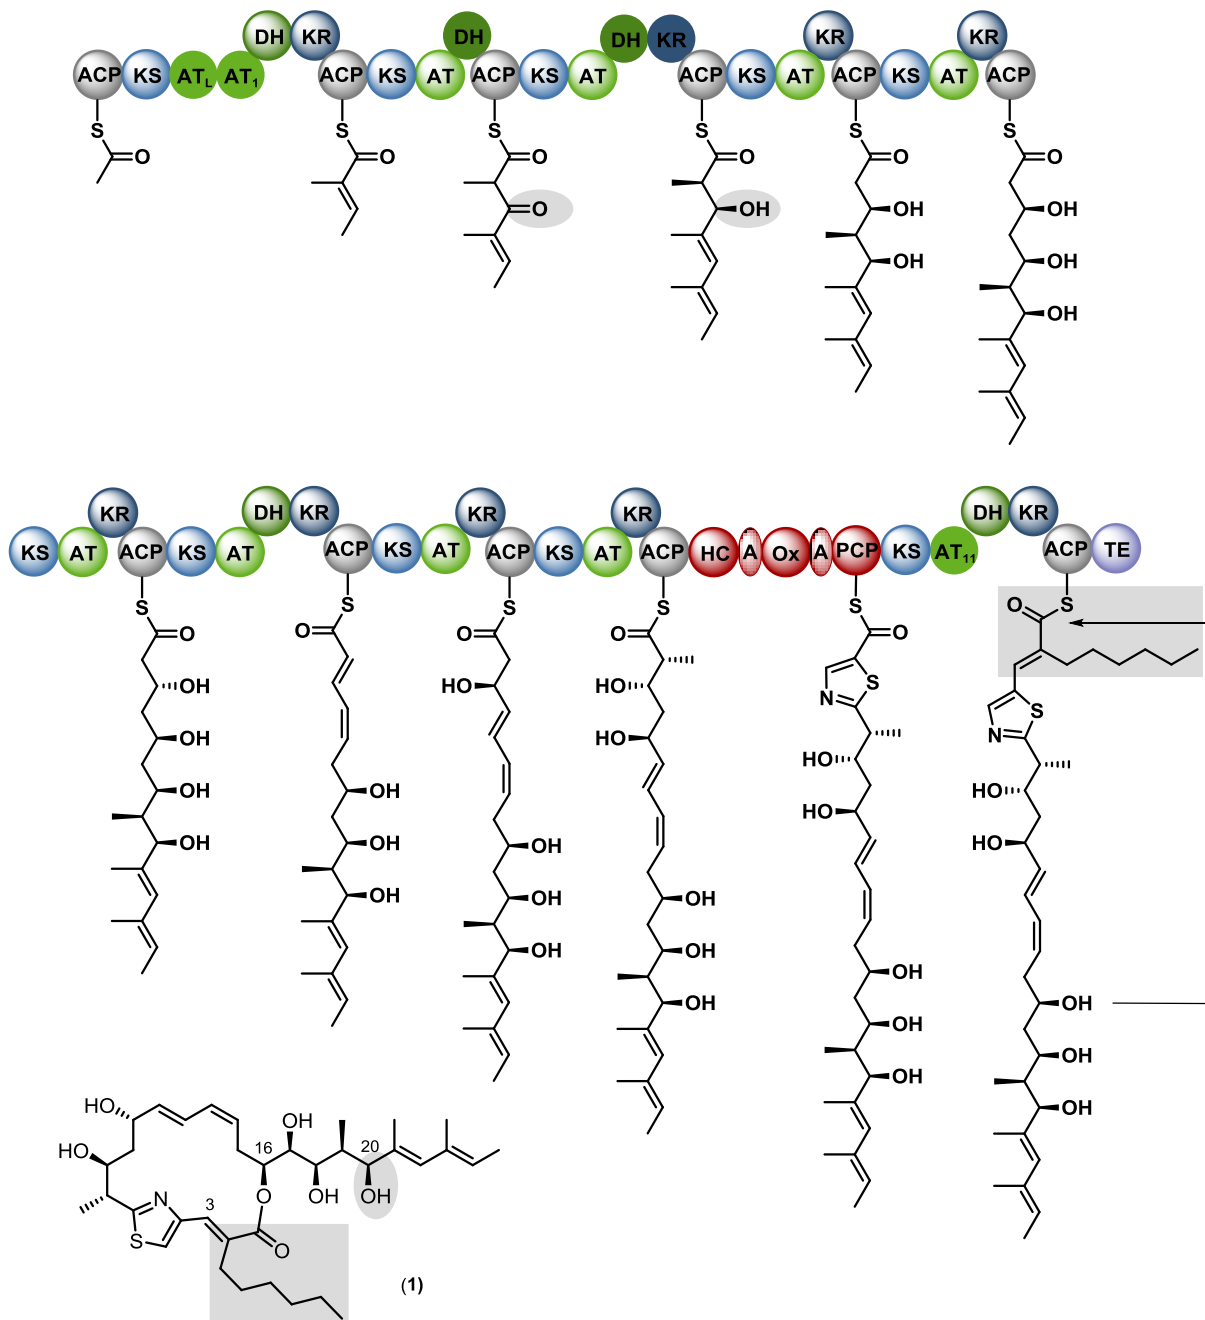 DH KR DH DH KR KR KR
ACP KS AT_L AT_1 ACP KS AT ACP KS AT ACP KS AT ACP KS AT ACP
S S S S S S
O O O O O O
O OH OH OH
OH OH
OH
KR DH KR KR KR DH KR
KS AT ACP KS AT ACP KS AT ACP KS AT ACP HC A Ox A PCP KS AT_11 ACP TE
S S S S S S
O O O O O O
OH HO HO N S
OH HO N S
OH HO HO
OH HO HO
OH OH
OH OH
OH OH
OH OH OH
OH OH
OH OH
OH
HO OH 20
HO 16
OH OH
N 3 O
S O
(1)